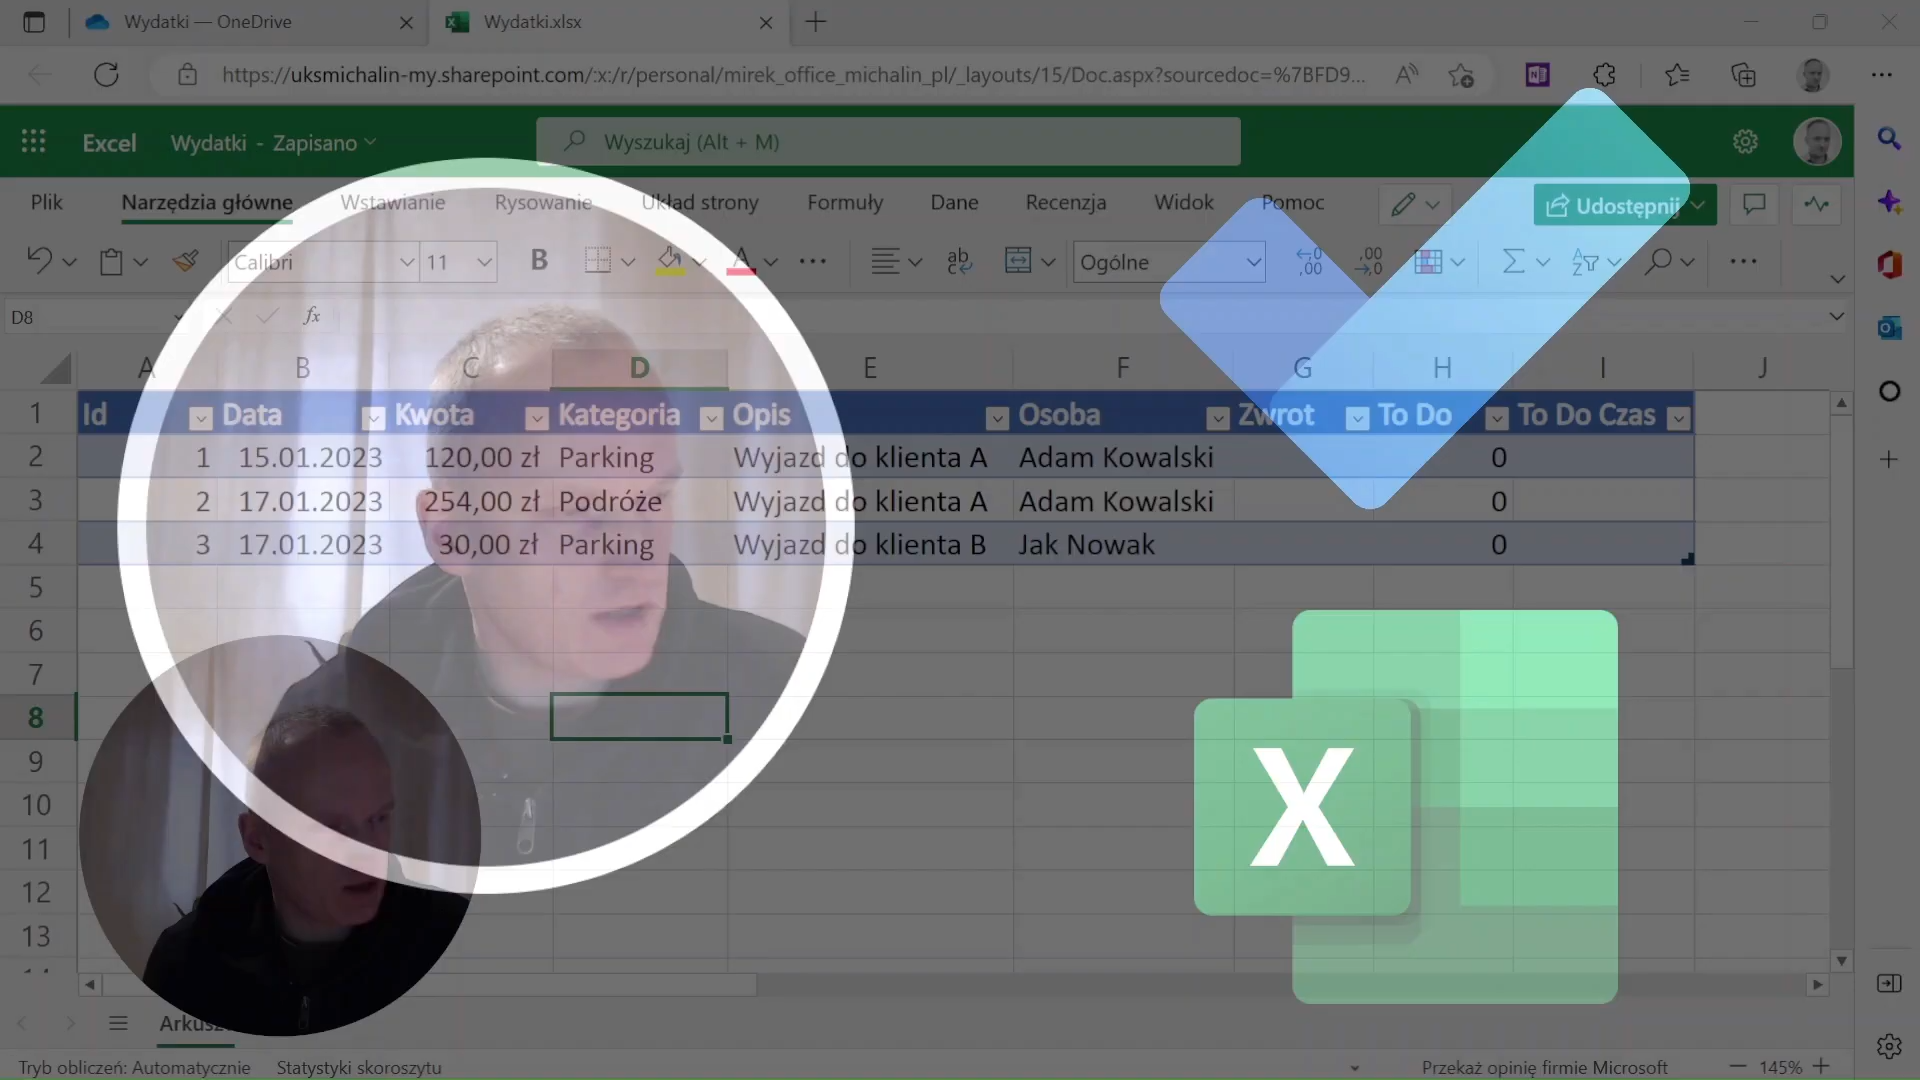 Wydatki — OneDrive
Wydatki.xlsx
https://uksmichalin-my.sharepoint.com/:x:/r/personal/mirek_office_michalin_pl/_layouts/15/Doc.aspx?sourcedoc=%7BFD9...
Excel Wydatki - Zapisano
Wyszukaj (Alt + M)
Plik Narzędzia główne Wstawianie Rysowanie Układ strony Formuły Dane Recenzja Widok Pomoc Udostępnij
Calibri 11 B A ab Ogólne
D8 fx
A B C D E F G H I J
1 Id Data Kwota Kategoria Opis Osoba Zwrot To Do To Do Czas
2 1 15.01.2023 120,00 zł Parking Wyjazd do klienta A Adam Kowalski 0
3 2 17.01.2023 254,00 zł Podróże Wyjazd do klienta A Adam Kowalski 0
4 3 17.01.2023 30,00 zł Parking Wyjazd do klienta B Jak Nowak 0
5
6
7
8
9
10
11
12
13
X
Tryb obliczeń: Automatycznie Statystyki skoroszytu Przekaż opinię firmie Microsoft 145%